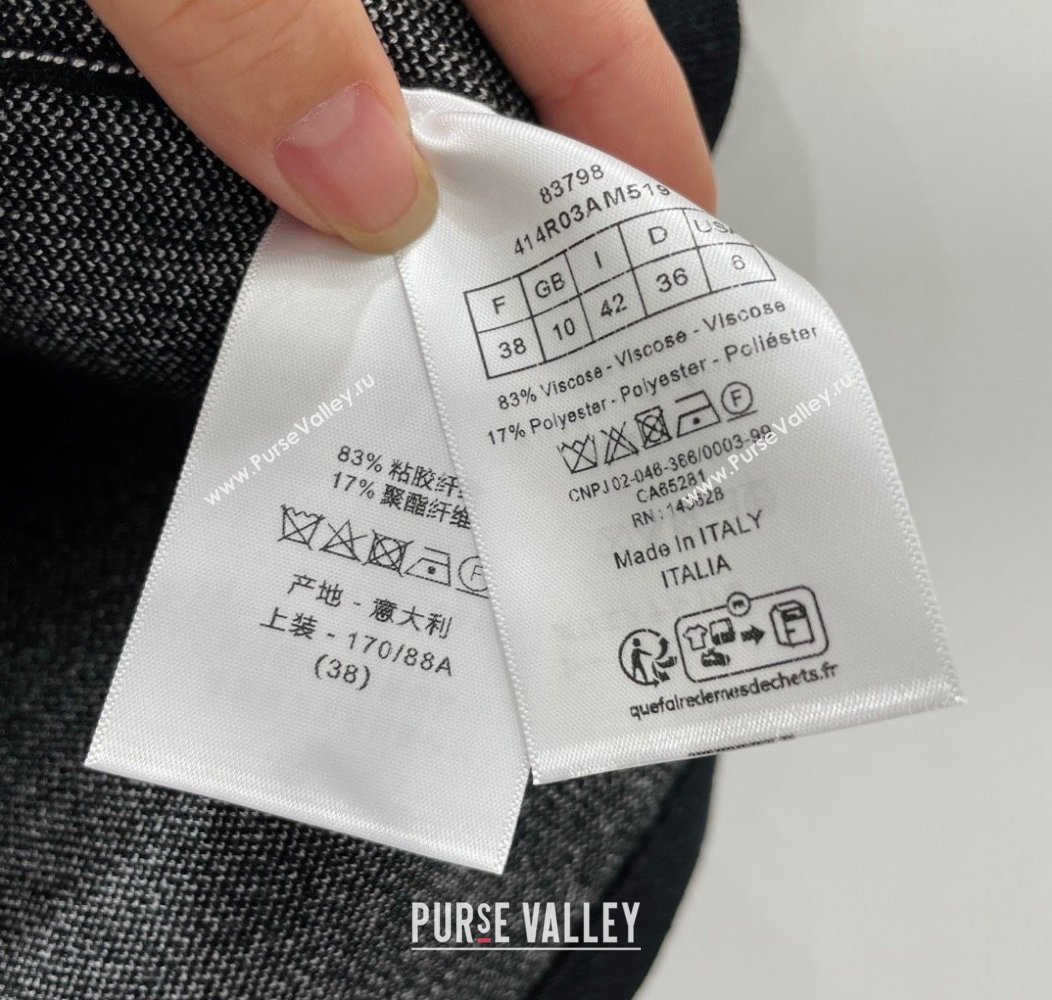 83798
414R03AM519
F GB I D USA
38 10 42 36 6
83% Viscose - Viscose - Viscose
17% Polyester - Polyester - Poliéster
F
CNPJ 02-046-366/0003-99
CA65281
Made In ITALY
ITALIA
FR
quefairedemesdechets.fr
83% 粘胶纤
17% 聚酯纤维
F
产地 - 意大利
上装 - 170/88A
(38)
www.PurseValley.ru
www.PurseValley.ru
PURSE VALLEY